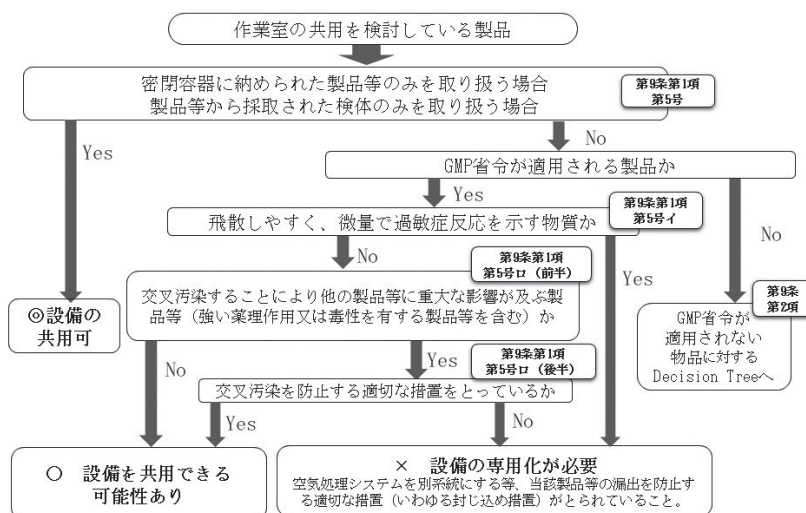 作業室の共用を検討している製品
密閉容器に納められた製品等のみを取り扱う場合
製品等から採取された検体のみを取り扱う場合
第9条第1項
第5号
Yes
No
GMP省令が適用される製品か
Yes
第9条第1項
第5号イ
飛散しやすく、微量で過敏症反応を示す物質か
No
No
Yes
第9条第1項
第5号ロ（前半）
交叉汚染することにより他の製品等に重大な影響が及ぶ製
品等（強い薬理作用又は毒性を有する製品等を含む）か
◎設備の
共用可
第9条
第2項
GMP省令が
適用されない
物品に対する
Decision Treeへ
No
Yes
第9条第1項
第5号ロ（後半）
交叉汚染を防止する適切な措置をとっているか
Yes
No
○ 設備を共用できる
可能性あり
× 設備の専用化が必要
空気処理システムを別系統にする等、当該製品等の漏出を防止す
る適切な措置（いわゆる封じ込め措置）がとられていること。